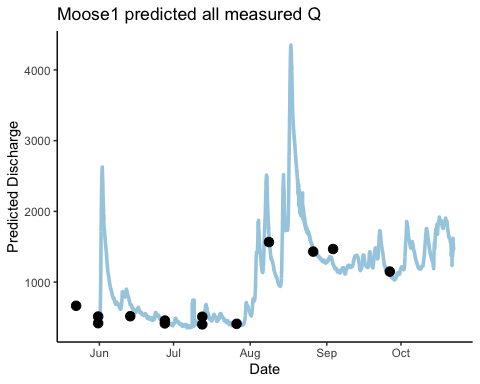 Moose1 predicted all measured Q
Predicted Discharge
4000
3000
2000
1000
Jun Jul Aug Sep Oct
Date